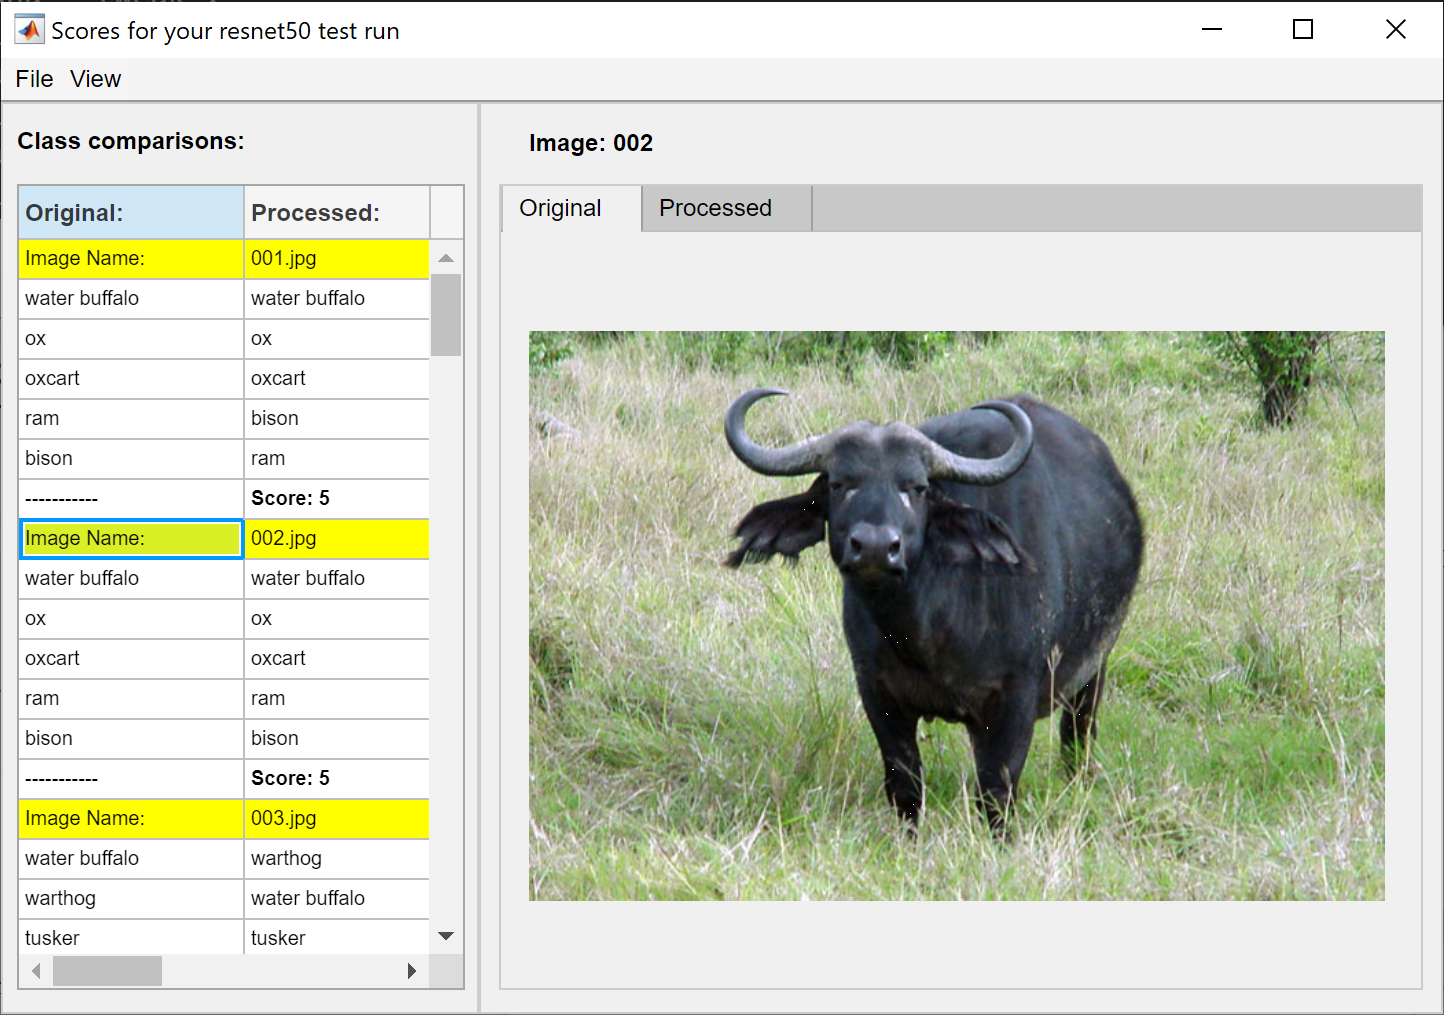 Scores for your resnet50 test run
File View
Class comparisons:
Original: Processed:
Image Name: 001.jpg
water buffalo water buffalo
ox ox
oxcart oxcart
ram bison
bison ram
----------- Score: 5
Image Name: 002.jpg
water buffalo water buffalo
ox ox
oxcart oxcart
ram ram
bison bison
----------- Score: 5
Image Name: 003.jpg
water buffalo warthog
warthog water buffalo
tusker tusker
Image: 002
Original Processed